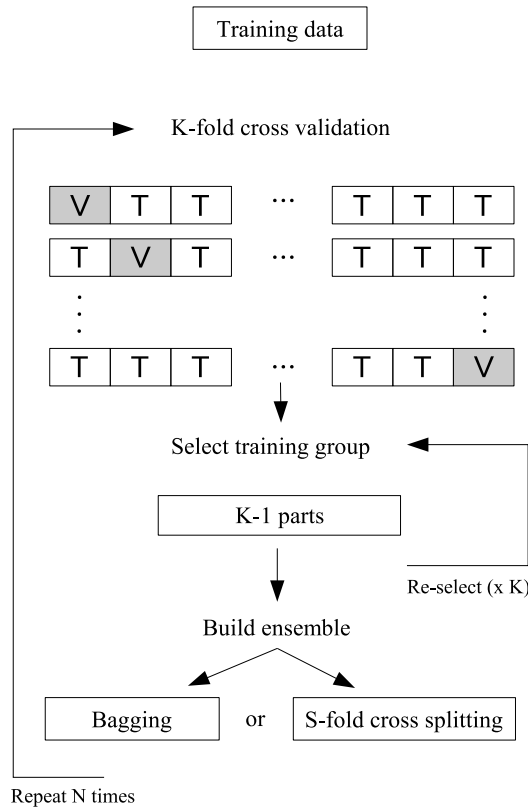 Training data
K-fold cross validation
V T T ... T T T
T V T ... T T T
T T T ... T T V
Select training group
K-1 parts
Re-select (x K)
Build ensemble
Bagging or S-fold cross splitting
Repeat N times